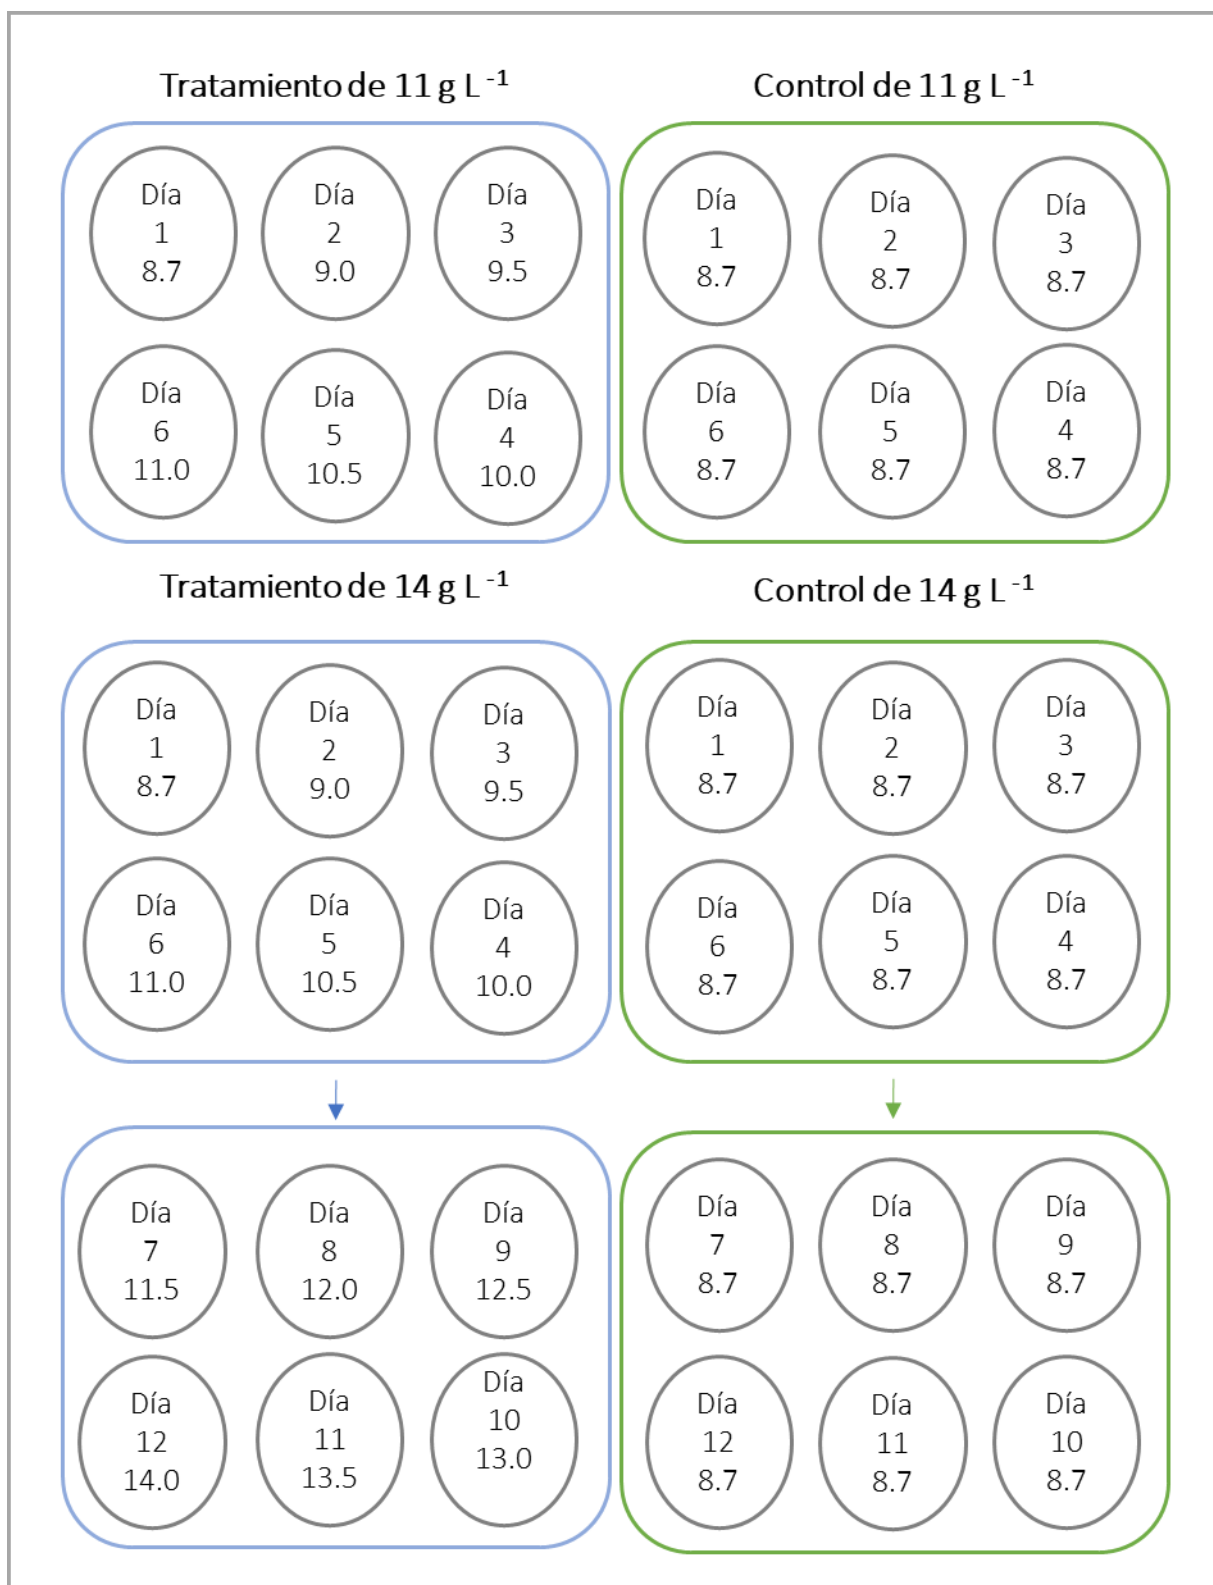 Tratamiento de 11 g L⁻¹
Control de 11 g L⁻¹
Día
1
8.7
Día
2
9.0
Día
3
9.5
Día
6
11.0
Día
5
10.5
Día
4
10.0
Día
1
8.7
Día
2
8.7
Día
3
8.7
Día
6
8.7
Día
5
8.7
Día
4
8.7
Tratamiento de 14 g L⁻¹
Control de 14 g L⁻¹
Día
1
8.7
Día
2
9.0
Día
3
9.5
Día
6
11.0
Día
5
10.5
Día
4
10.0
Día
1
8.7
Día
2
8.7
Día
3
8.7
Día
6
8.7
Día
5
8.7
Día
4
8.7
Día
7
11.5
Día
8
12.0
Día
9
12.5
Día
12
14.0
Día
11
13.5
Día
10
13.0
Día
7
8.7
Día
8
8.7
Día
9
8.7
Día
12
8.7
Día
11
8.7
Día
10
8.7